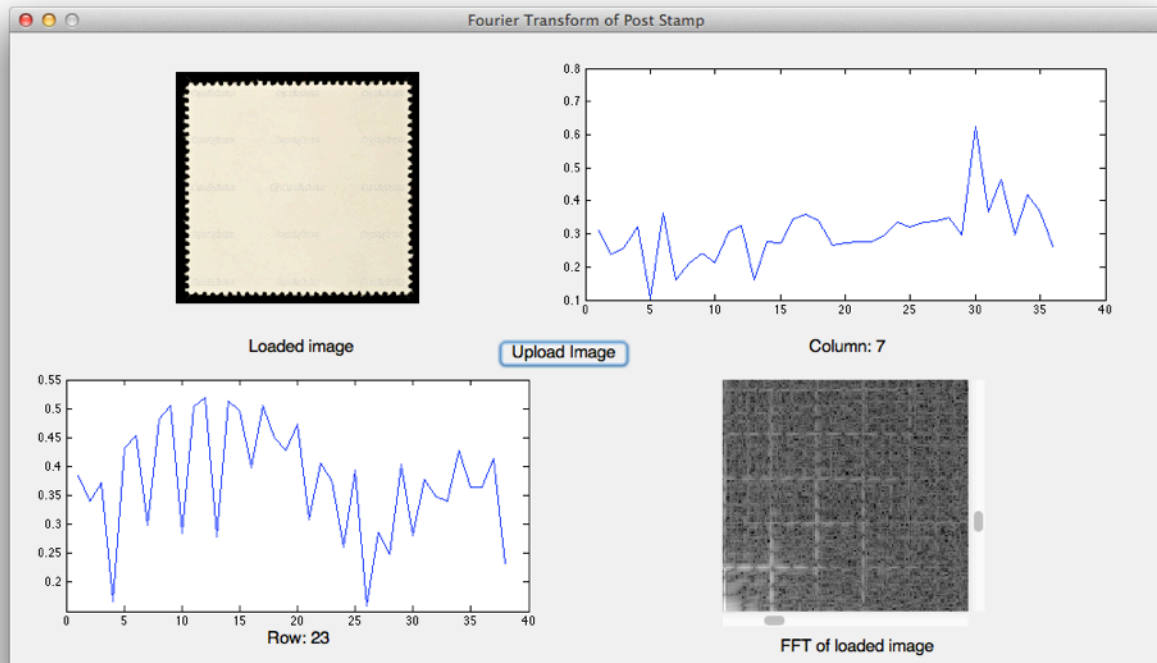 Fourier Transform of Post Stamp
0.8
0.7
0.6
0.5
0.4
0.3
0.2
0.1
0 5 10 15 20 25 30 35 40
Loaded image
Upload Image
Column: 7
0.55
0.5
0.45
0.4
0.35
0.3
0.25
0.2
0 5 10 15 20 25 30 35 40
Row: 23
FFT of loaded image